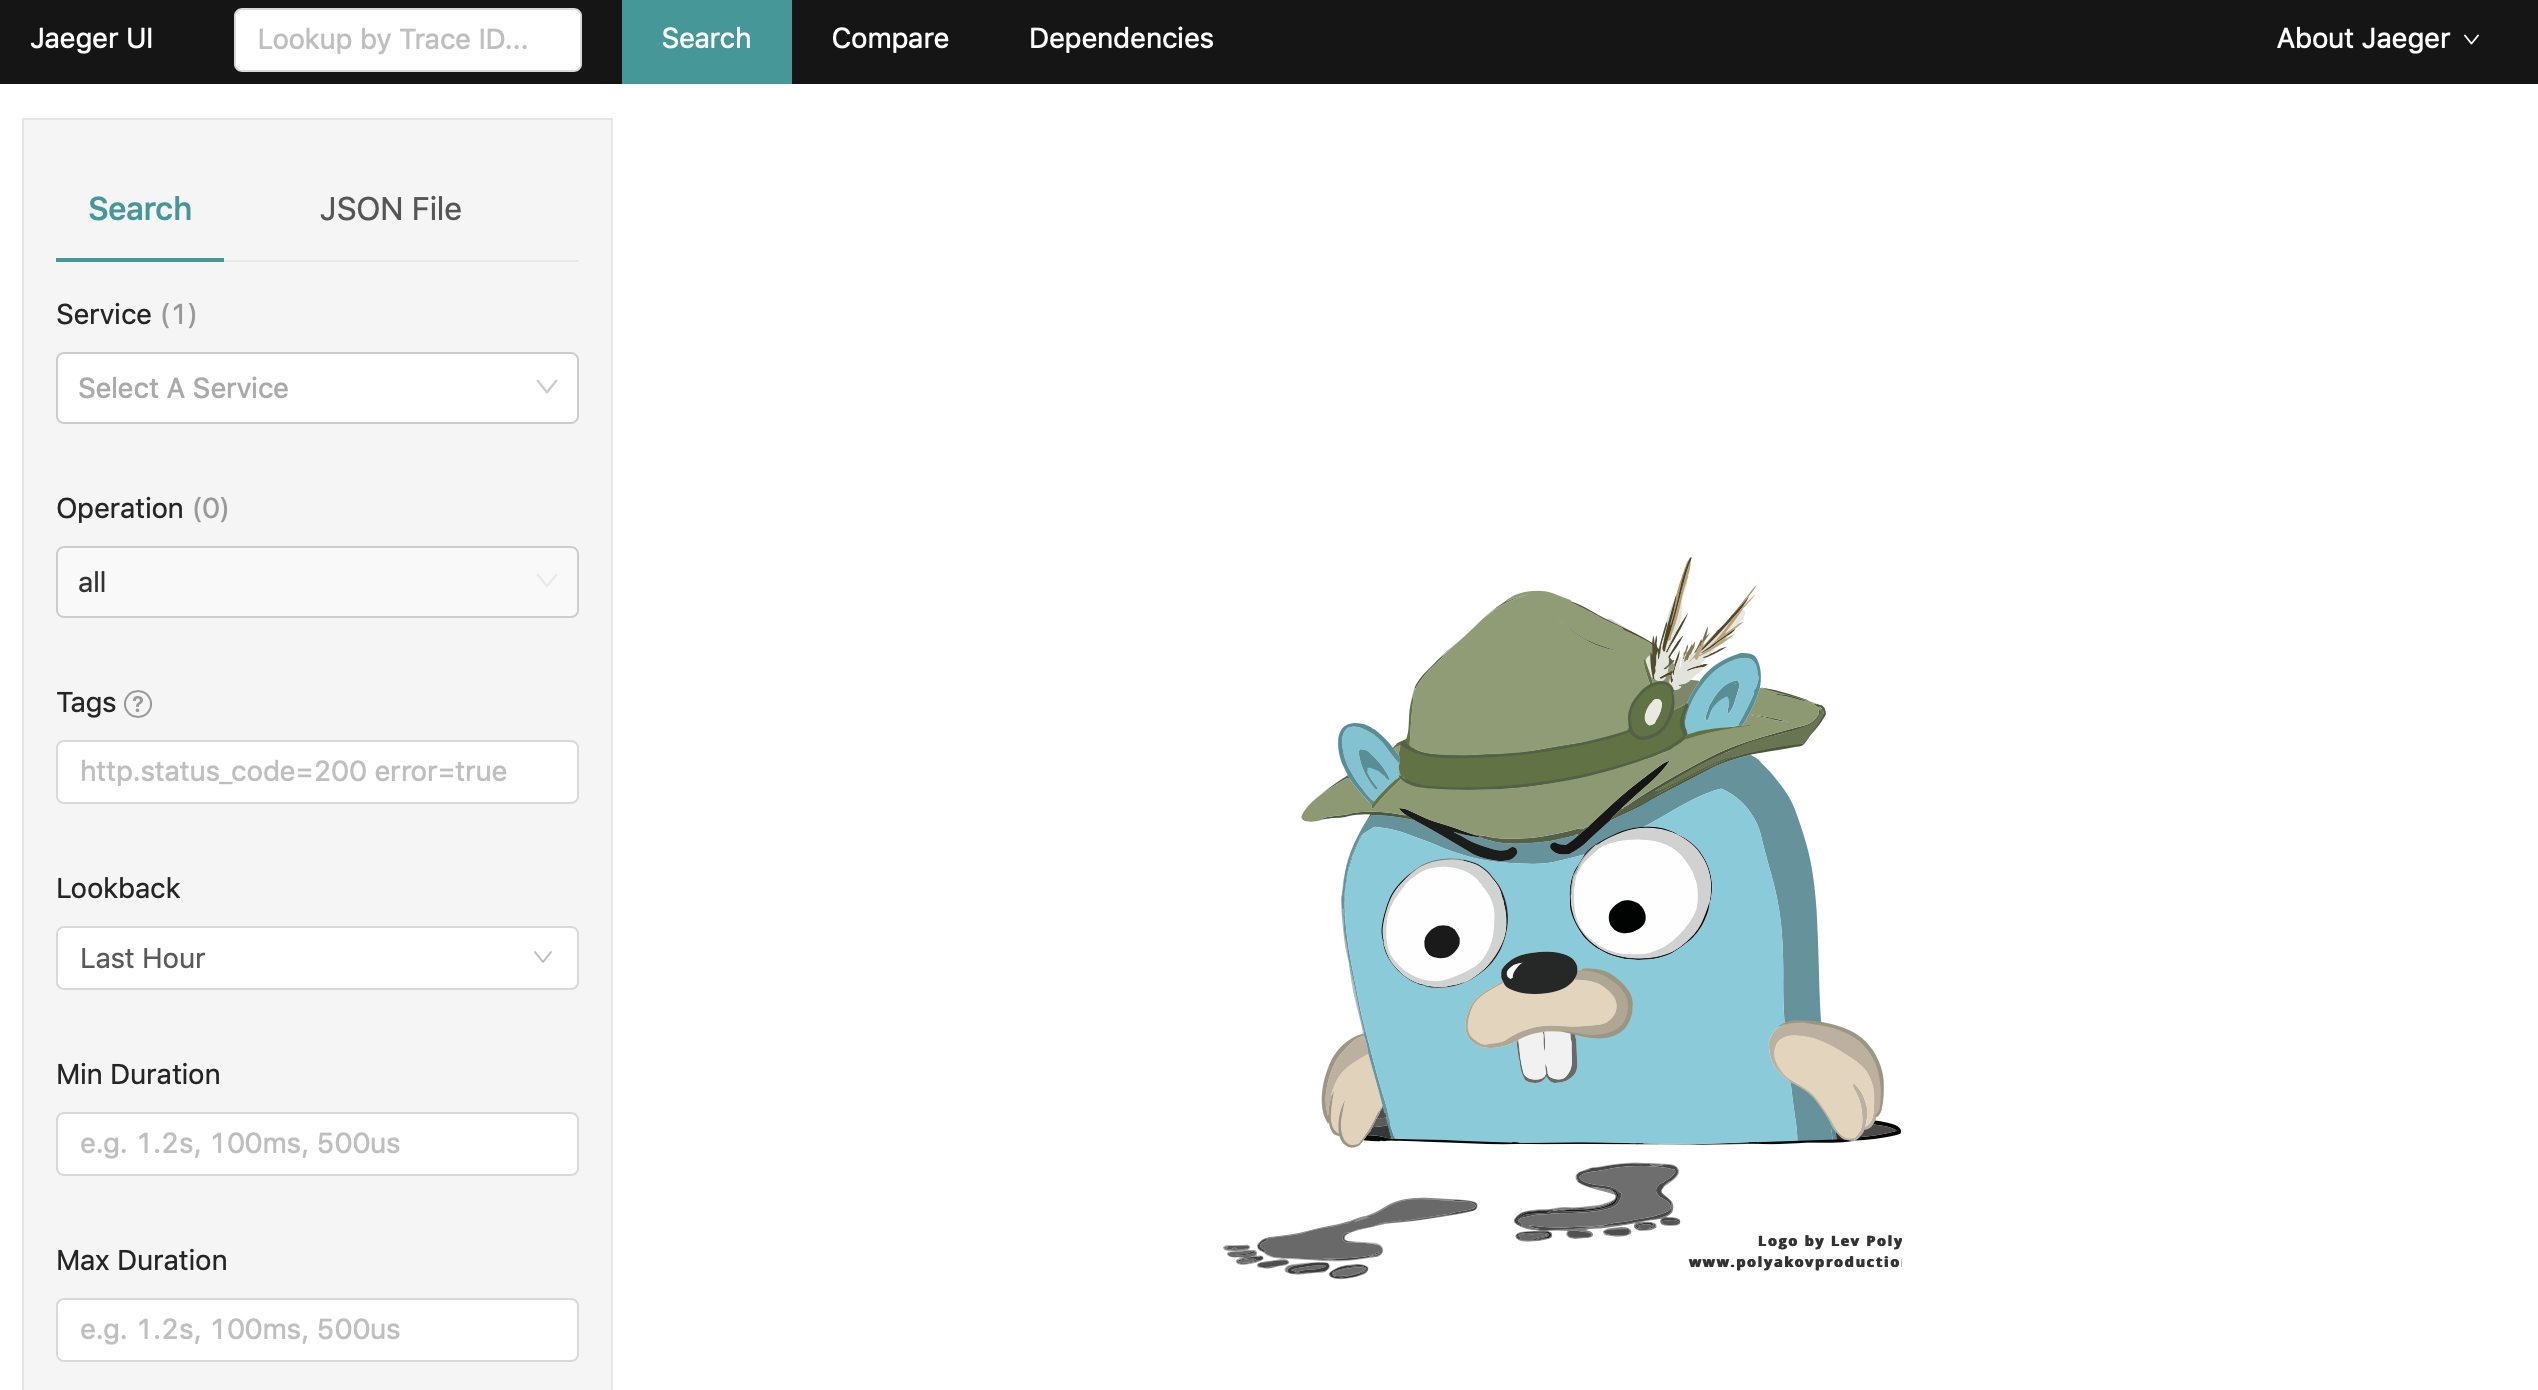 Jaeger UI
Lookup by Trace ID...
Search
Compare
Dependencies
About Jaeger
Search
JSON File
Service (1)
Select A Service
Operation (0)
all
Tags ?
http.status_code=200 error=true
Lookback
Last Hour
Min Duration
e.g. 1.2s, 100ms, 500us
Max Duration
e.g. 1.2s, 100ms, 500us
Logo by Lev Poly
www.polyakovproductio